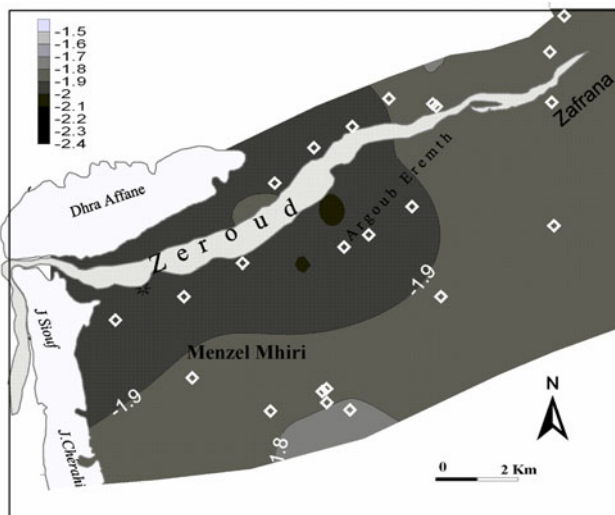 -1.5
-1.6
-1.7
-1.8
-1.9
-2
-2.1
-2.2
-2.3
-2.4
Zafrana
Dhra Affane
Argoub Eremth
Zeroud
J Siouf
-1.9
Menzel Mhiri
-1.9
J.Cherahi
1.8
N
0 2 Km